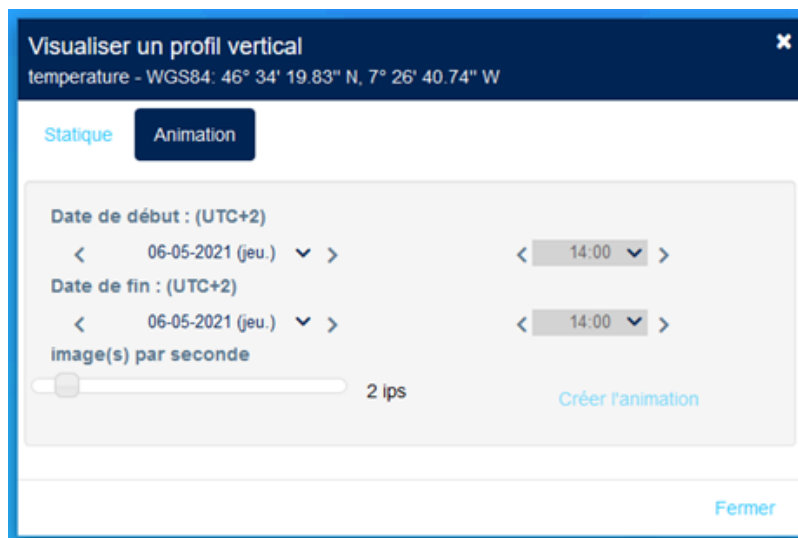 Visualiser un profil vertical
temperature - WGS84: 46° 34' 19.83" N, 7° 26' 40.74" W
Statique Animation
Date de début : (UTC+2)
06-05-2021 (jeu.) 14:00
Date de fin : (UTC+2)
06-05-2021 (jeu.) 14:00
image(s) par seconde
2 ips Créer l'animation
Fermer